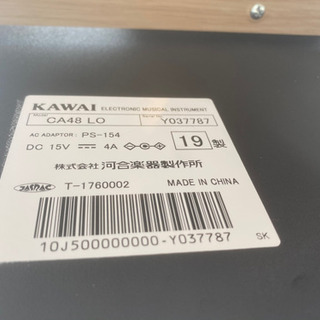 KAWAI ELECTRONIC MUSICAL INSTRUMENT
CA48 LO Y037787
AC ADAPTOR: PS-154
DC 15V 4A 19 製
株式会社 河合楽器製作所
T-1760002 MADE IN CHINA
10J500000000-Y037787
SK